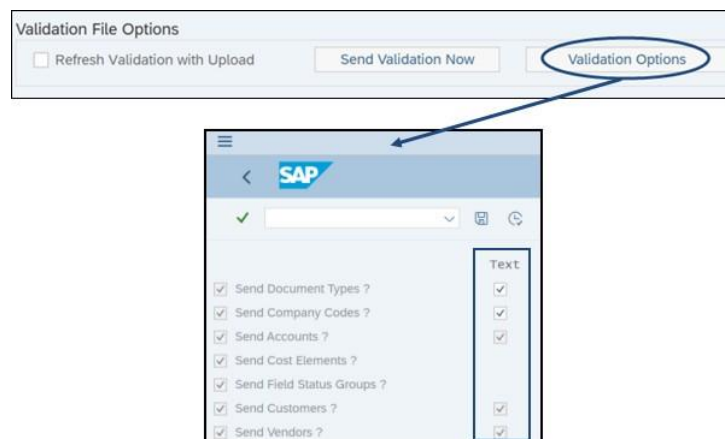 Validation File Options
Refresh Validation with Upload Send Validation Now Validation Options
SAP
Text
Send Document Types ?
Send Company Codes ?
Send Accounts ?
Send Cost Elements ?
Send Field Status Groups ?
Send Customers ?
Send Vendors ?